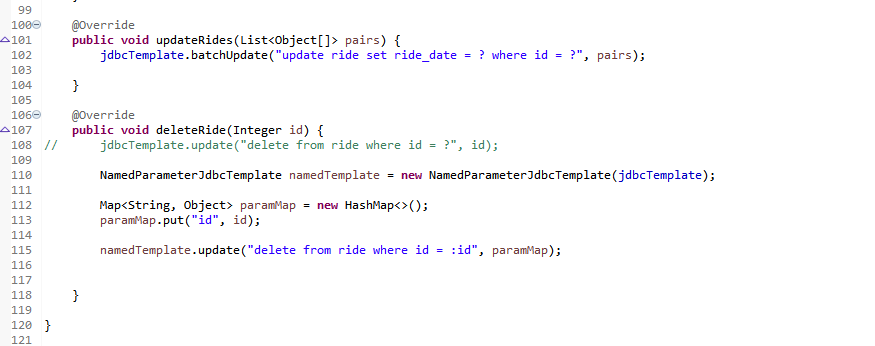 99
100 @Override
101 public void updateRides(List<Object[]> pairs) {
102 jdbcTemplate.batchUpdate("update ride set ride_date = ? where id = ?", pairs);
103
104 }
105
106 @Override
107 public void deleteRide(Integer id) {
108 // jdbcTemplate.update("delete from ride where id = ?", id);
109
110 NamedParameterJdbcTemplate namedTemplate = new NamedParameterJdbcTemplate(jdbcTemplate);
111
112 Map<String, Object> paramMap = new HashMap<>();
113 paramMap.put("id", id);
114
115 namedTemplate.update("delete from ride where id = :id", paramMap);
116
117
118 }
119
120 }
121